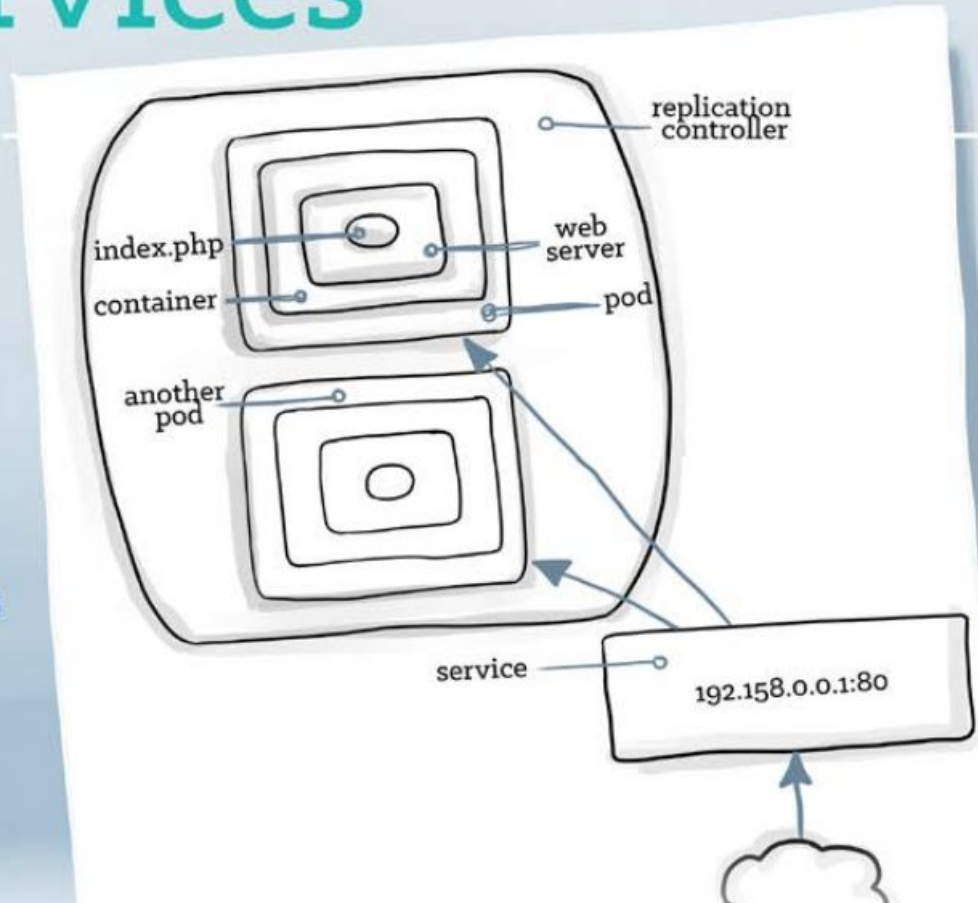 rvices
replication
controller
index.php
web
server
container
pod
another
pod
service
192.158.0.0.1:80